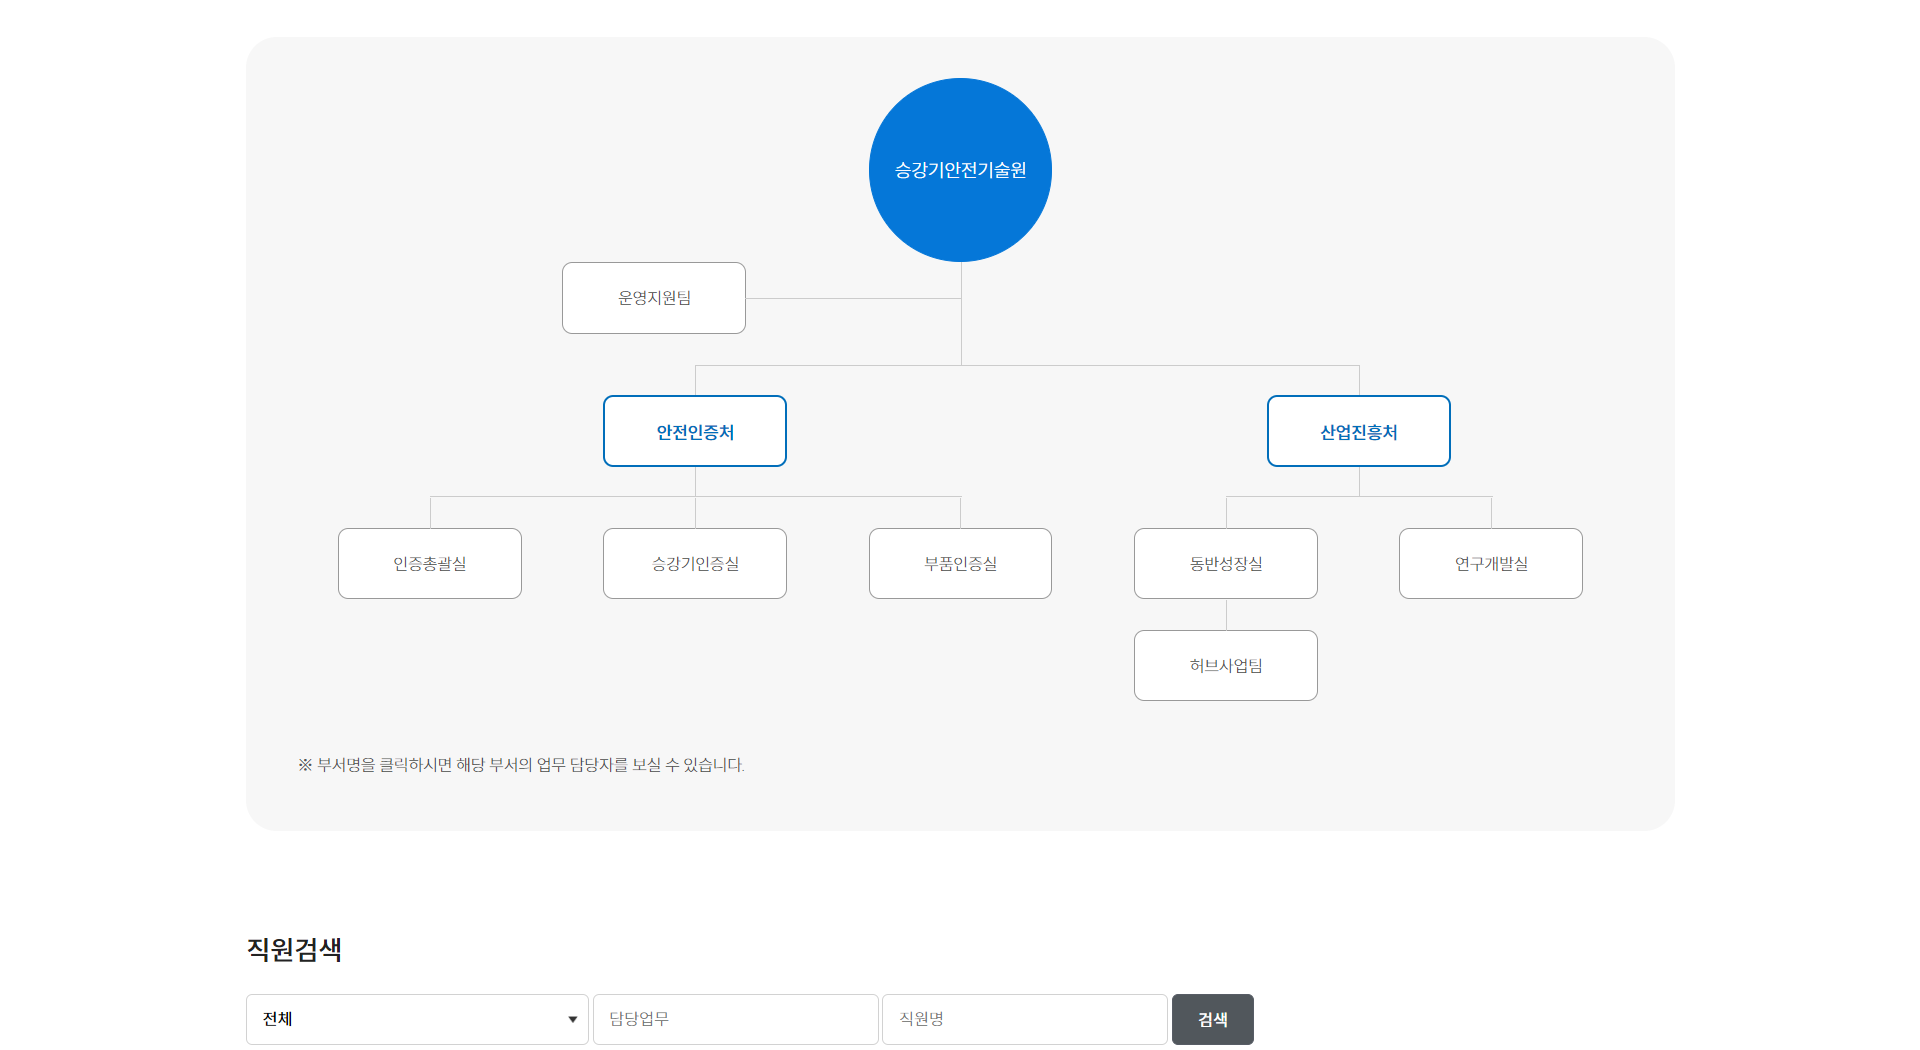 승강기안전기술원
운영지원팀
안전인증처
산업진흥처
인증총괄실
승강기인증실
부품인증실
동반성장실
연구개발실
허브사업팀
※ 부서명을 클릭하시면 해당 부서의 업무 담당자를 보실 수 있습니다.
직원검색
전체
담당업무
직원명
검색